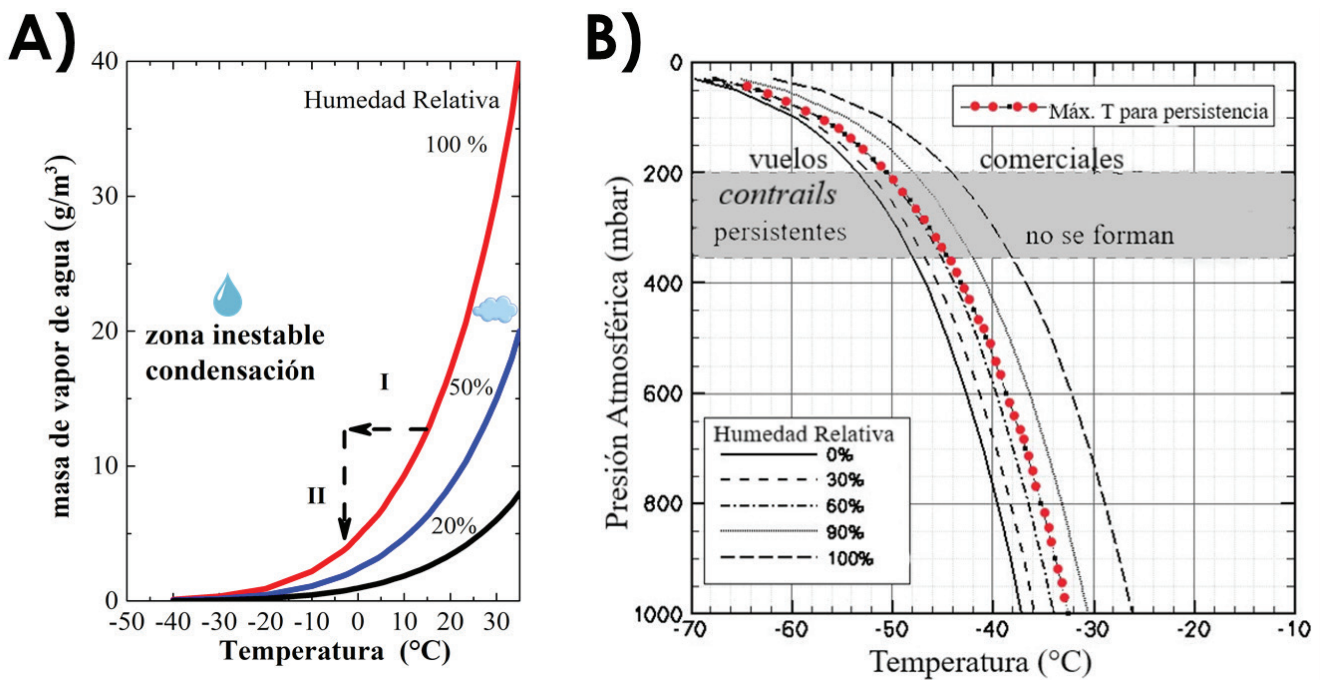 A)
40
30
20
10
0
-50
-40
-30
-20
-10
0
10
20
30
masa de vapor de agua (g/m³)
Temperatura (°C)
Humedad Relativa
100 %
50%
20%
zona inestable
condensación
I
II
B)
0
200
400
600
800
1000
-70
-60
-50
-40
-30
-20
-10
Presión Atmosférica (mbar)
Temperatura (°C)
Máx. T para persistencia
vuelos comerciales
contrails
persistentes
no se forman
Humedad Relativa
0%
30%
60%
90%
100%